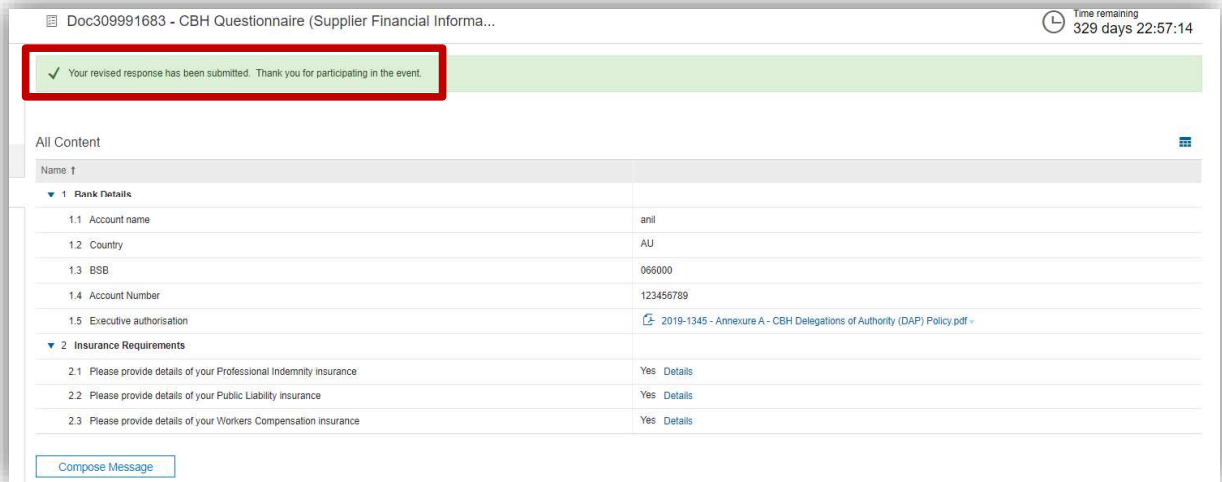 Doc309991683 - CBH Questionnaire (Supplier Financial Informa...
Time remaining
329 days 22:57:14
Your revised response has been submitted. Thank you for participating in the event.
All Content
Name ↑
1 Bank Details
1.1 Account name anil
1.2 Country AU
1.3 BSB 066000
1.4 Account Number 123456789
1.5 Executive authorisation 2019-1345 - Annexure A - CBH Delegations of Authority (DAP) Policy.pdf
2 Insurance Requirements
2.1 Please provide details of your Professional Indemnity insurance Yes Details
2.2 Please provide details of your Public Liability insurance Yes Details
2.3 Please provide details of your Workers Compensation insurance Yes Details
Compose Message